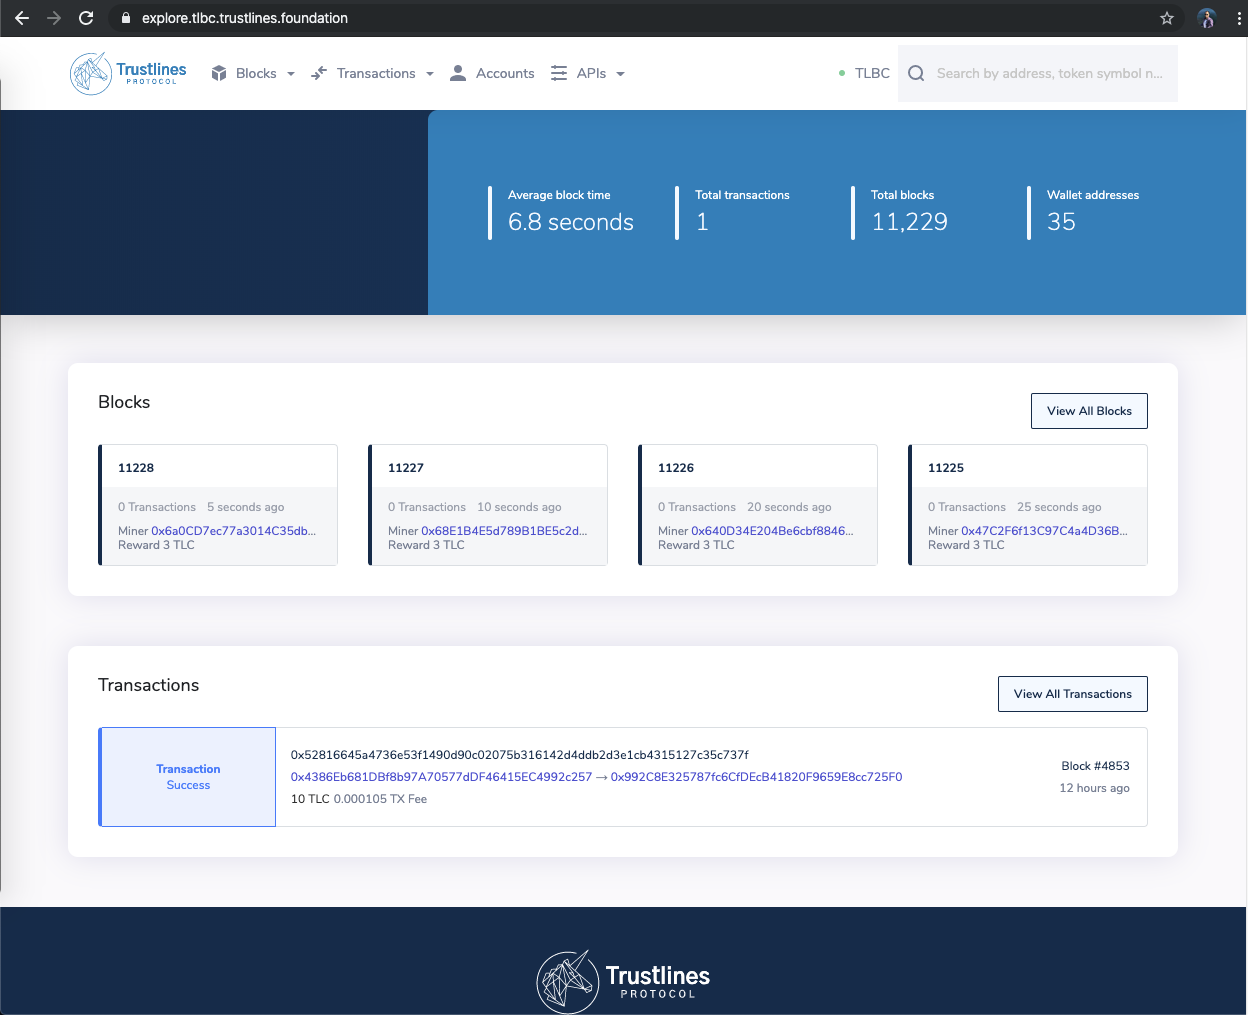 explore.tlbc.trustlines.foundation
Trustlines
PROTOCOL
Blocks
Transactions
Accounts
APIs
TLBC
Search by address, token symbol n...
Average block time
6.8 seconds
Total transactions
1
Total blocks
11,229
Wallet addresses
35
Blocks
View All Blocks
11228
0 Transactions 5 seconds ago
Miner 0x6a0CD7ec77a3014C35db...
Reward 3 TLC
11227
0 Transactions 10 seconds ago
Miner 0x68E1B4E5d789B1BE5c2d...
Reward 3 TLC
11226
0 Transactions 20 seconds ago
Miner 0x640D34E204Be6cbf8846...
Reward 3 TLC
11225
0 Transactions 25 seconds ago
Miner 0x47C2F6f13C97C4a4D36B...
Reward 3 TLC
Transactions
View All Transactions
Transaction
Success
0x52816645a4736e53f1490d90c02075b316142d4ddb2d3e1cb4315127c35c737f
0x4386Eb681DBf8b97A70577dDF46415EC4992c257 → 0x992C8E325787fc6CfDEcB41820F9659E8cc725F0
10 TLC 0.000105 TX Fee
Block #4853
12 hours ago
Trustlines
PROTOCOL